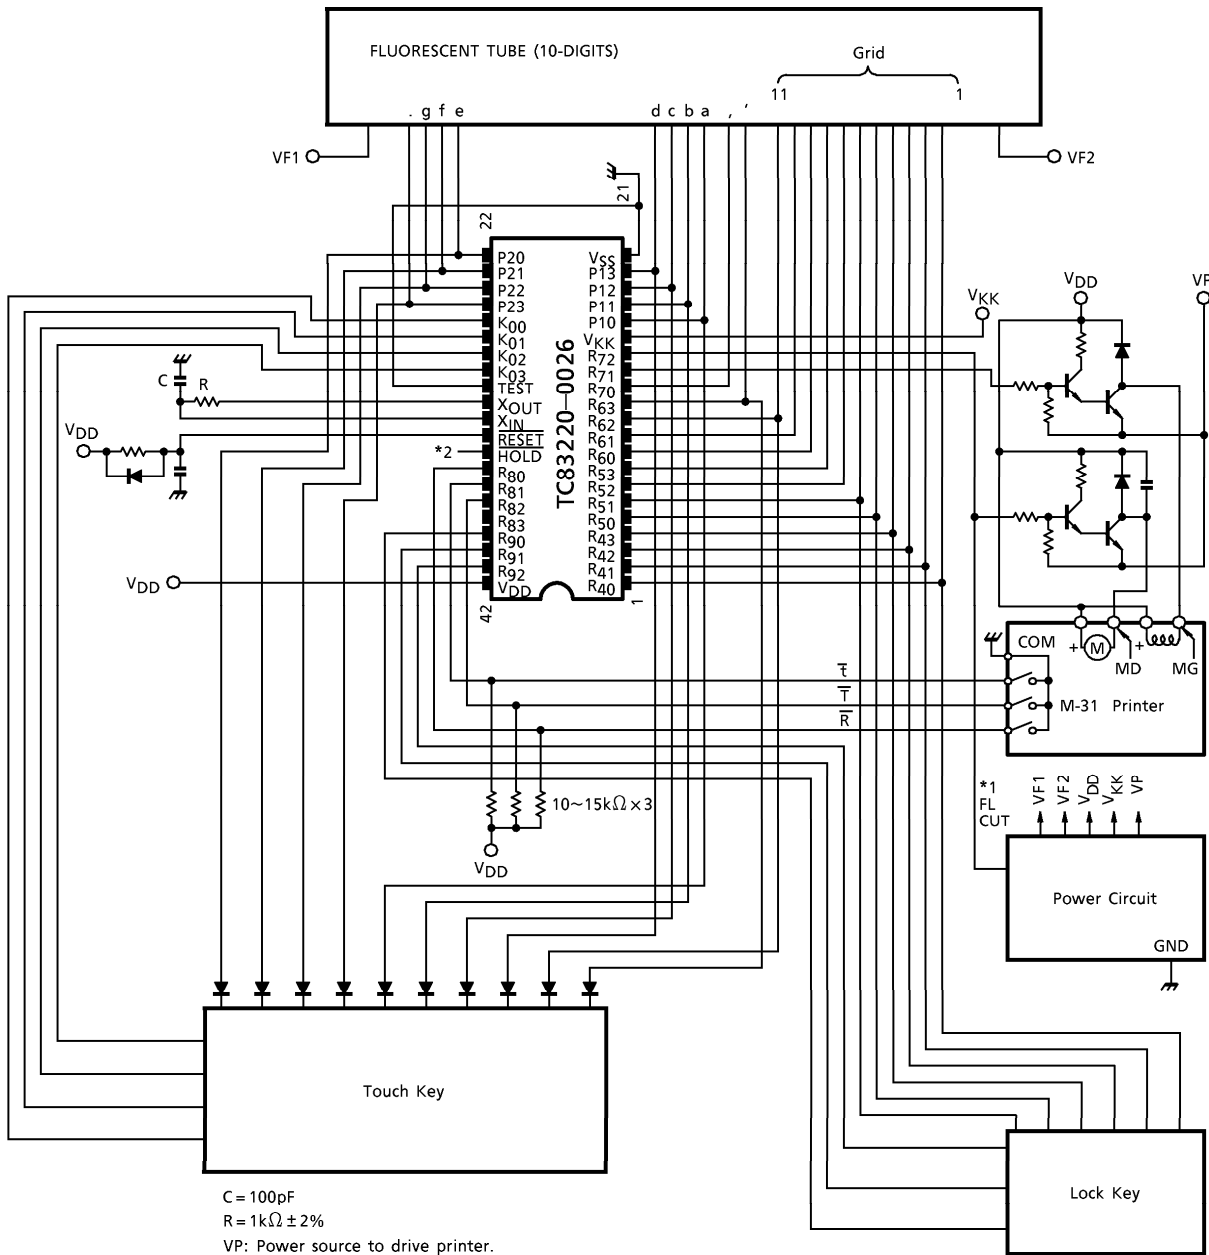 FLUORESCENT TUBE (10-DIGITS)
Grid
11
1
. g f e
d c b a , ′
VF1
VF2
21
22
P20
P21
P22
P23
K00
K01
K02
K03
TEST
XOUT
XIN
R̅E̅S̅E̅T̅
H̅O̅L̅D̅
R80
R81
R82
R83
R90
R91
R92
VDD
TC83220-0026
VSS
P13
P12
P11
P10
VKK
R72
R71
R70
R63
R62
R61
R60
R53
R52
R51
R50
R43
R42
R41
R40
42
1
C
R
VDD
*2
VDD
VKK
VDD
VP
COM
+
M
+
MD
MG
M-31 Printer
t̅
T̅
R̅
10~15kΩ×3
VDD
*1
FL
CUT
VF1
VF2
VDD
VKK
VP
Power Circuit
GND
Touch Key
Lock Key
C=100pF
R=1kΩ±2%
VP: Power source to drive printer.